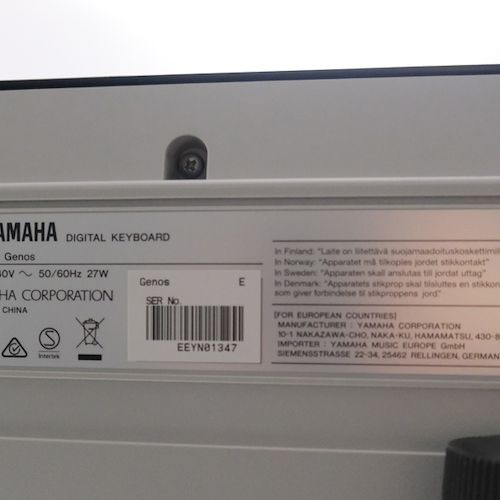 YAMAHA DIGITAL KEYBOARD
Genos
40V ~ 50/60Hz 27W
HA CORPORATION
CHINA
Intertek
Genos E
SER No.
EEYN01347
In Finland: "Laite on liitettävä suojamaadoituskoskettimill
In Norway: "Apparatet må tilkoples jordet stikkontakt"
In Sweden: "Apparaten skall anslutas till jordat uttag"
In Denmark: "Apparatets stikprop skal tilsluttes en stikkon
som giver forbindelse til stikproppens jord"
[FOR EUROPEAN COUNTRIES]
MANUFACTURER : YAMAHA CORPORATION
10-1 NAKAZAWA-CHO, NAKA-KU, HAMAMATSU, 430-8
IMPORTER : YAMAHA MUSIC EUROPE GmbH
SIEMENSSTRASSE 22-34, 25462 RELLINGEN, GERMAN